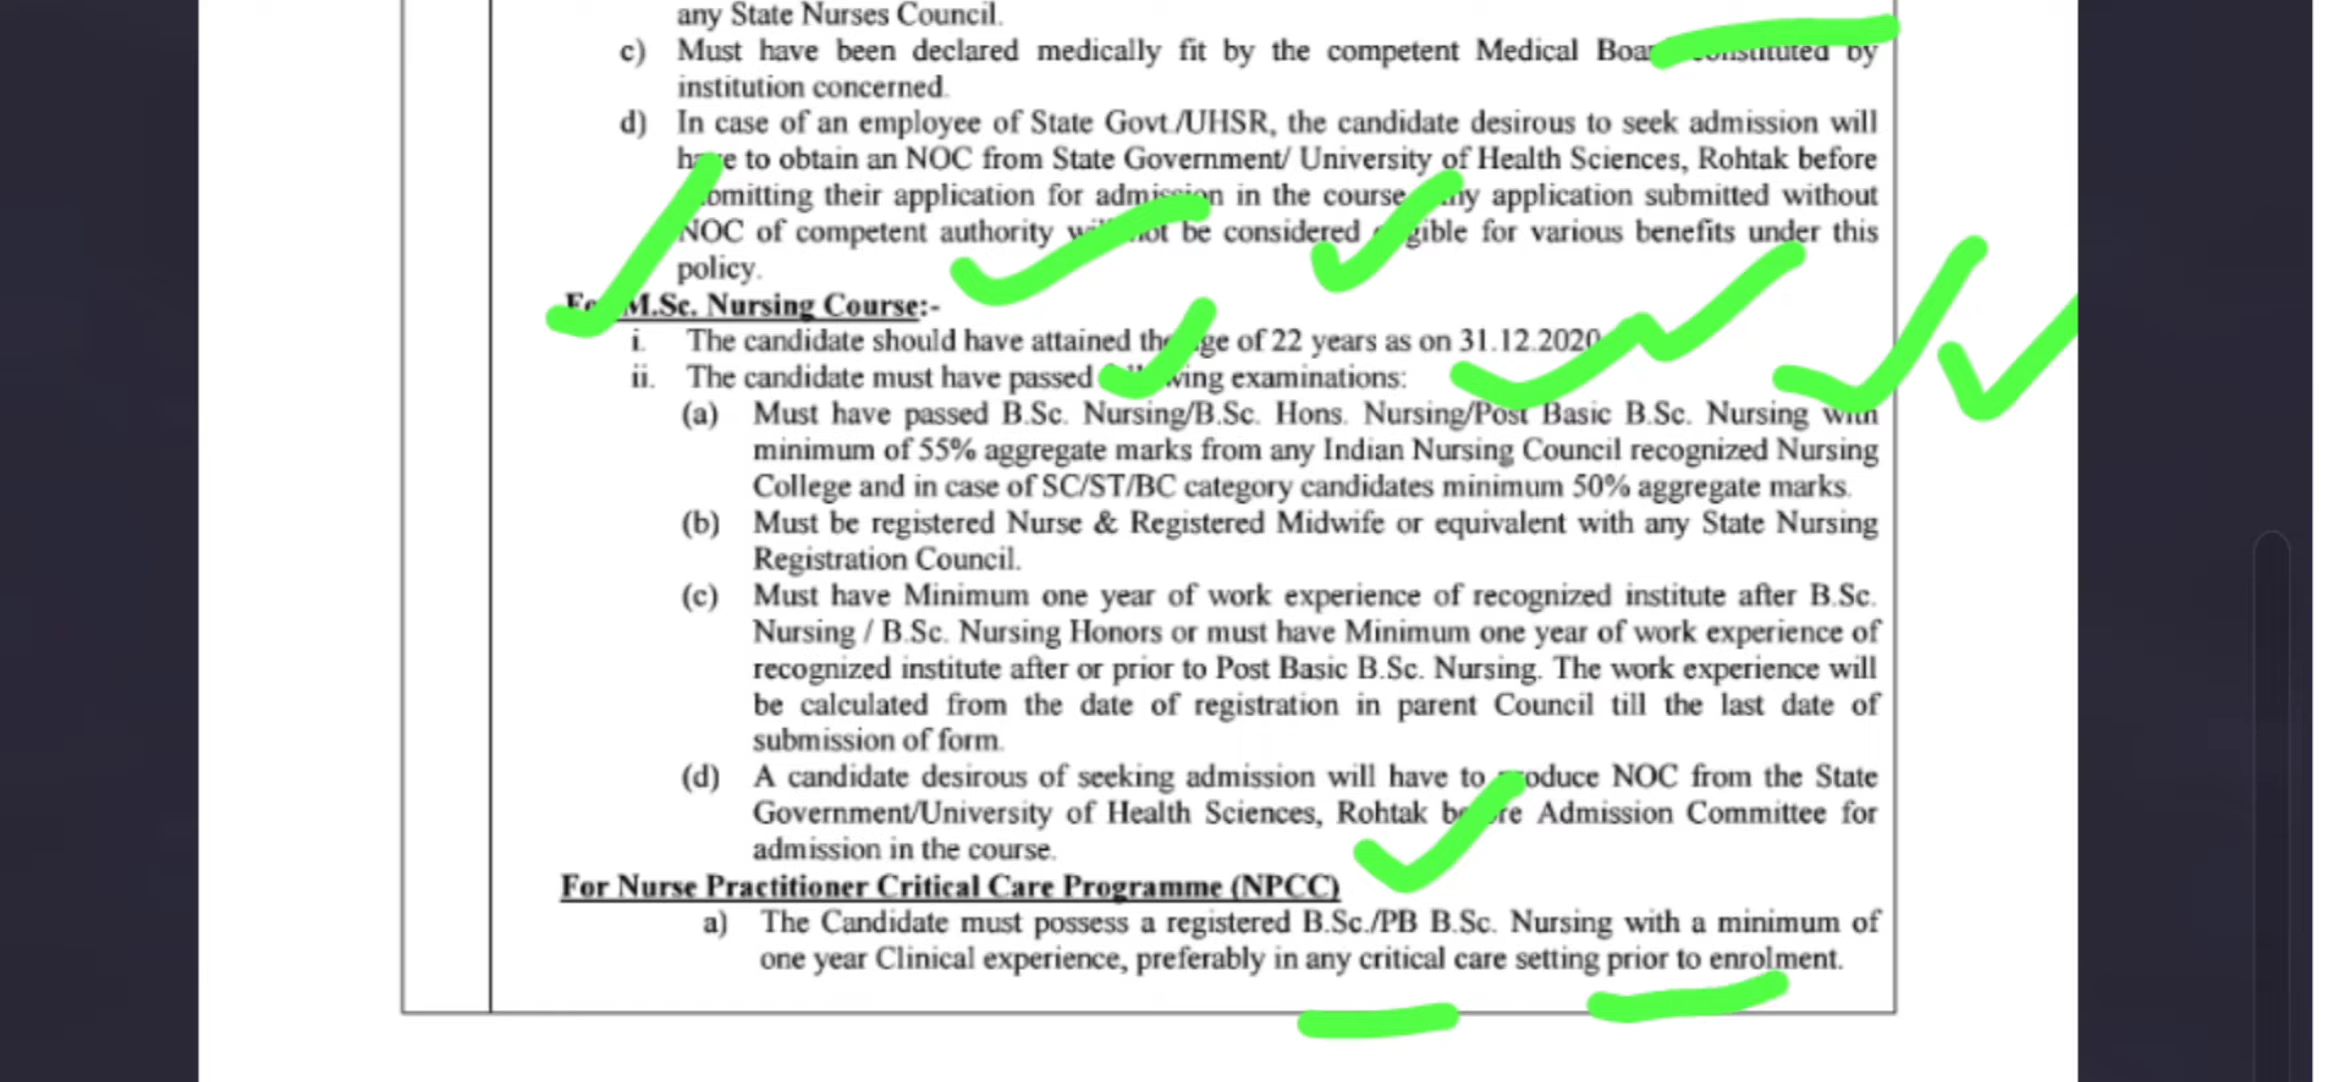 any State Nurses Council.
c) Must have been declared medically fit by the competent Medical by
institution concerned.
d) In case of an employee of State Govt./UHSR, the candidate desirous to seek admission will
have to obtain an NOC from State Government/ University of Health Sciences, Rohtak before
their application for admission in the course application submitted without
NOC of competent authority not be considered for various benefits under this
policy.
M.Sc. Nursing Course:-
i. The candidate should have attained the age of 22 years as on 31.12.2020
ii. The candidate must have passed examinations:
(a) Must have passed B.Sc. Nursing/B.Sc. Hons. Nursing/Post Basic B.Sc. Nursing with
minimum of 55% aggregate marks from any Indian Nursing Council recognized Nursing
College and in case of SC/ST/BC category candidates minimum 50% aggregate marks.
(b) Must be registered Nurse & Registered Midwife or equivalent with any State Nursing
Registration Council.
(c) Must have Minimum one year of work experience of recognized institute after B.Sc.
Nursing / B.Sc. Nursing Honors or must have Minimum one year of work experience of
recognized institute after or prior to Post Basic B.Sc. Nursing. The work experience will
be calculated from the date of registration in parent Council till the last date of
submission of form.
(d) A candidate desirous of seeking admission will have to produce NOC from the State
Government/University of Health Sciences, Rohtak before Admission Committee for
admission in the course.
For Nurse Practitioner Critical Care Programme (NPCC)
a) The Candidate must possess a registered B.Sc./PB B.Sc. Nursing with a minimum of
one year Clinical experience, preferably in any critical care setting prior to enrolment.